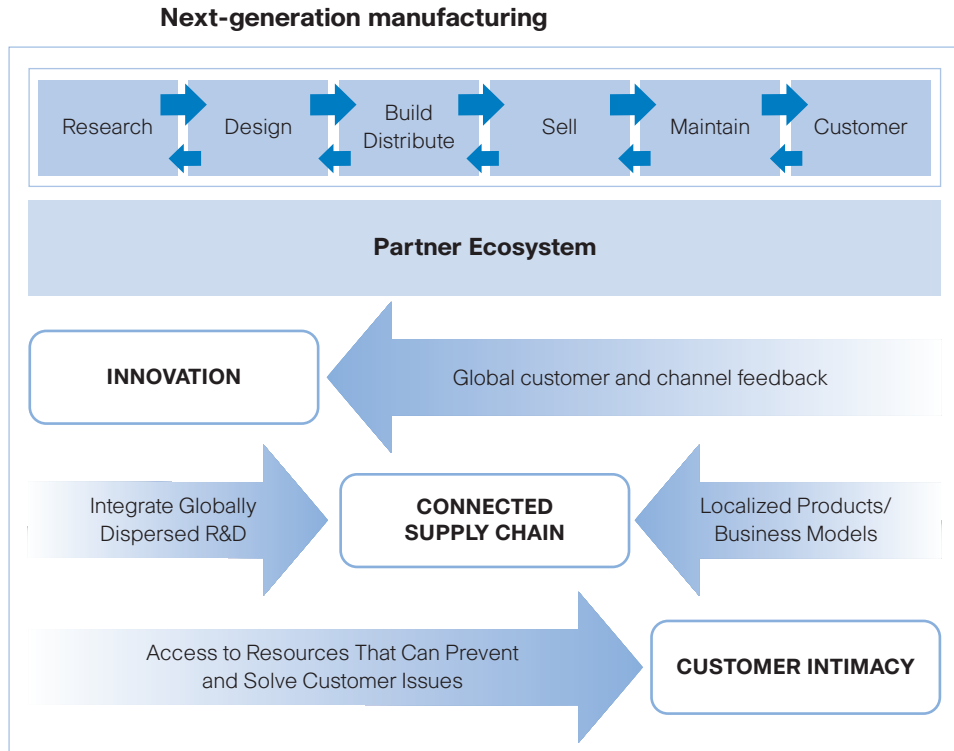 Next-generation manufacturing
Research
Design
Build
Distribute
Sell
Maintain
Customer
Partner Ecosystem
INNOVATION
Global customer and channel feedback
Integrate Globally
Dispersed R&D
CONNECTED
SUPPLY CHAIN
Localized Products/
Business Models
Access to Resources That Can Prevent
and Solve Customer Issues
CUSTOMER INTIMACY